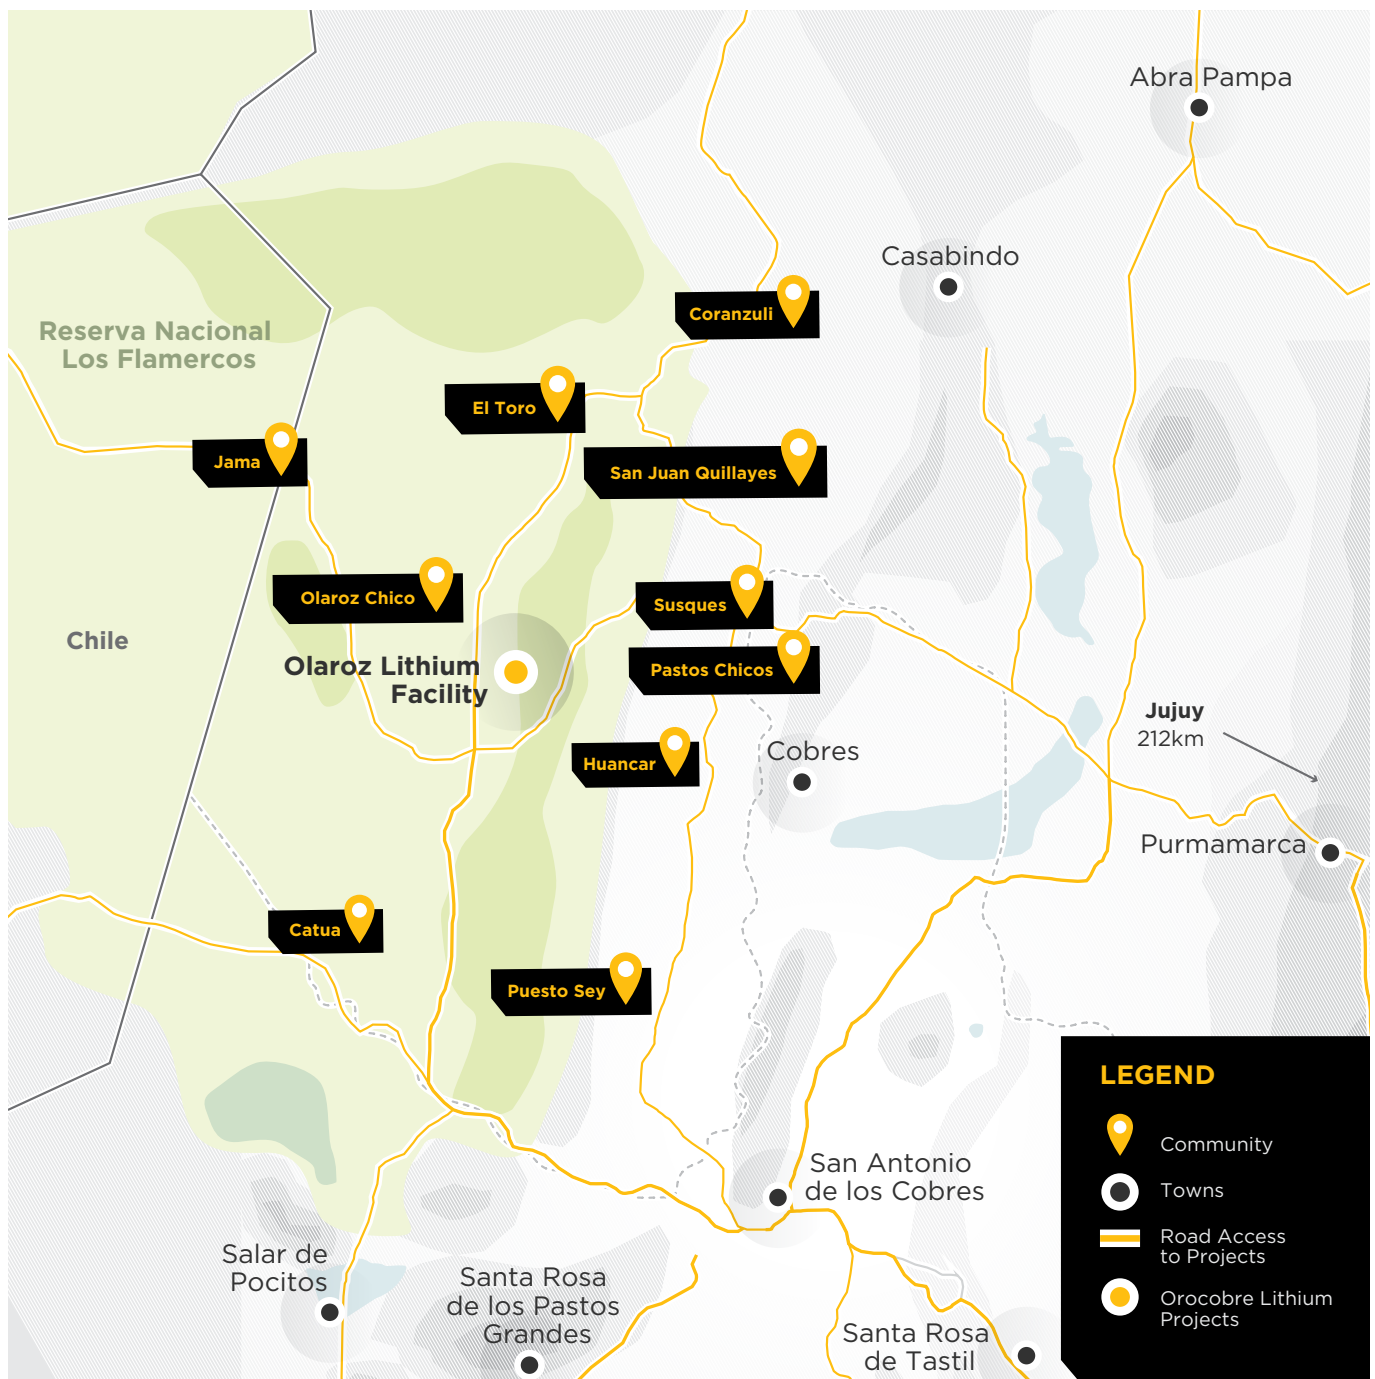 Abra Pampa
Casabindo
Coranzuli
Reserva Nacional
Los Flamercos
El Toro
Jama
San Juan Quillayes
Olaroz Chico
Susques
Chile
Olaroz Lithium
Facility
Pastos Chicos
Jujuy
212km
Huancar
Cobres
Purmamarca
Catua
Puesto Sey
San Antonio
de los Cobres
Salar de
Pocitos
Santa Rosa
de los Pastos
Grandes
Santa Rosa
de Tastil
LEGEND
Community
Towns
Road Access
to Projects
Orocobre Lithium
Projects